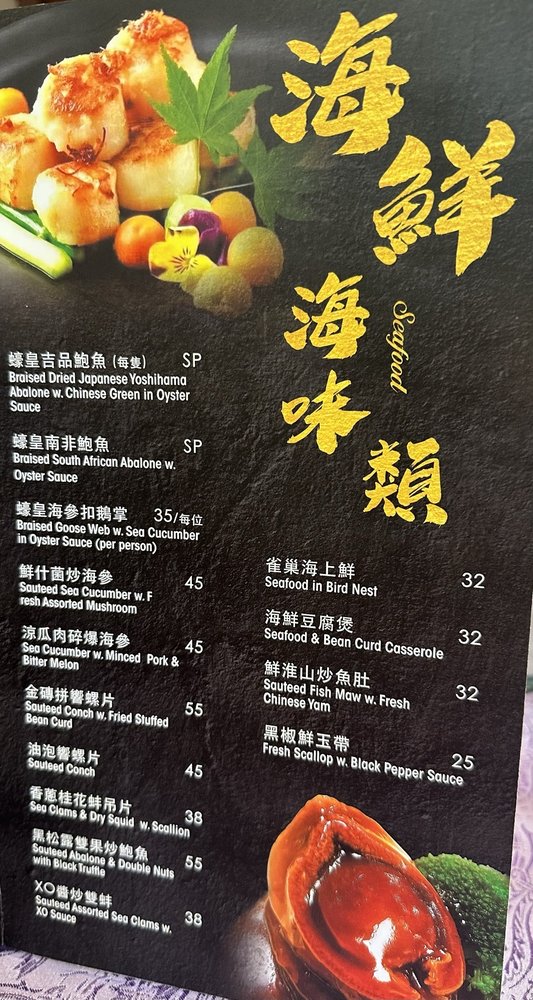 海鮮
海味類
Seafood
蠔皇吉品鮑魚 (每隻) SP
Braised Dried Japanese Yoshihama
Abalone w. Chinese Green in Oyster
Sauce
蠔皇南非鮑魚 SP
Braised South African Abalone w.
Oyster Sauce
蠔皇海參扣鵝掌 35/每位
Braised Goose Web w. Sea Cucumber
in Oyster Sauce (per person)
鮮什菌炒海參 45
Sauteed Sea Cucumber w. F
resh Assorted Mushroom
涼瓜肉碎爆海參 45
Sea Cucumber w. Minced Pork &
Bitter Melon
金磚拼響螺片 55
Sauteed Conch w. Fried Stuffed
Bean Curd
油泡響螺片 45
Sauteed Conch
香蔥桂花蚌吊片 38
Sea Clams & Dry Squid w. Scallion
黑松露雙果炒鮑魚 55
Sauteed Abalone & Double Nuts
with Black Truffle
XO醬炒雙蚌 38
Sauteed Assorted Sea Clams w.
XO Sauce
雀巢海上鮮 32
Seafood in Bird Nest
海鮮豆腐煲 32
Seafood & Bean Curd Casserole
鮮淮山炒魚肚 32
Sauteed Fish Maw w. Fresh
Chinese Yam
黑椒鮮玉帶 25
Fresh Scallop w. Black Pepper Sauce